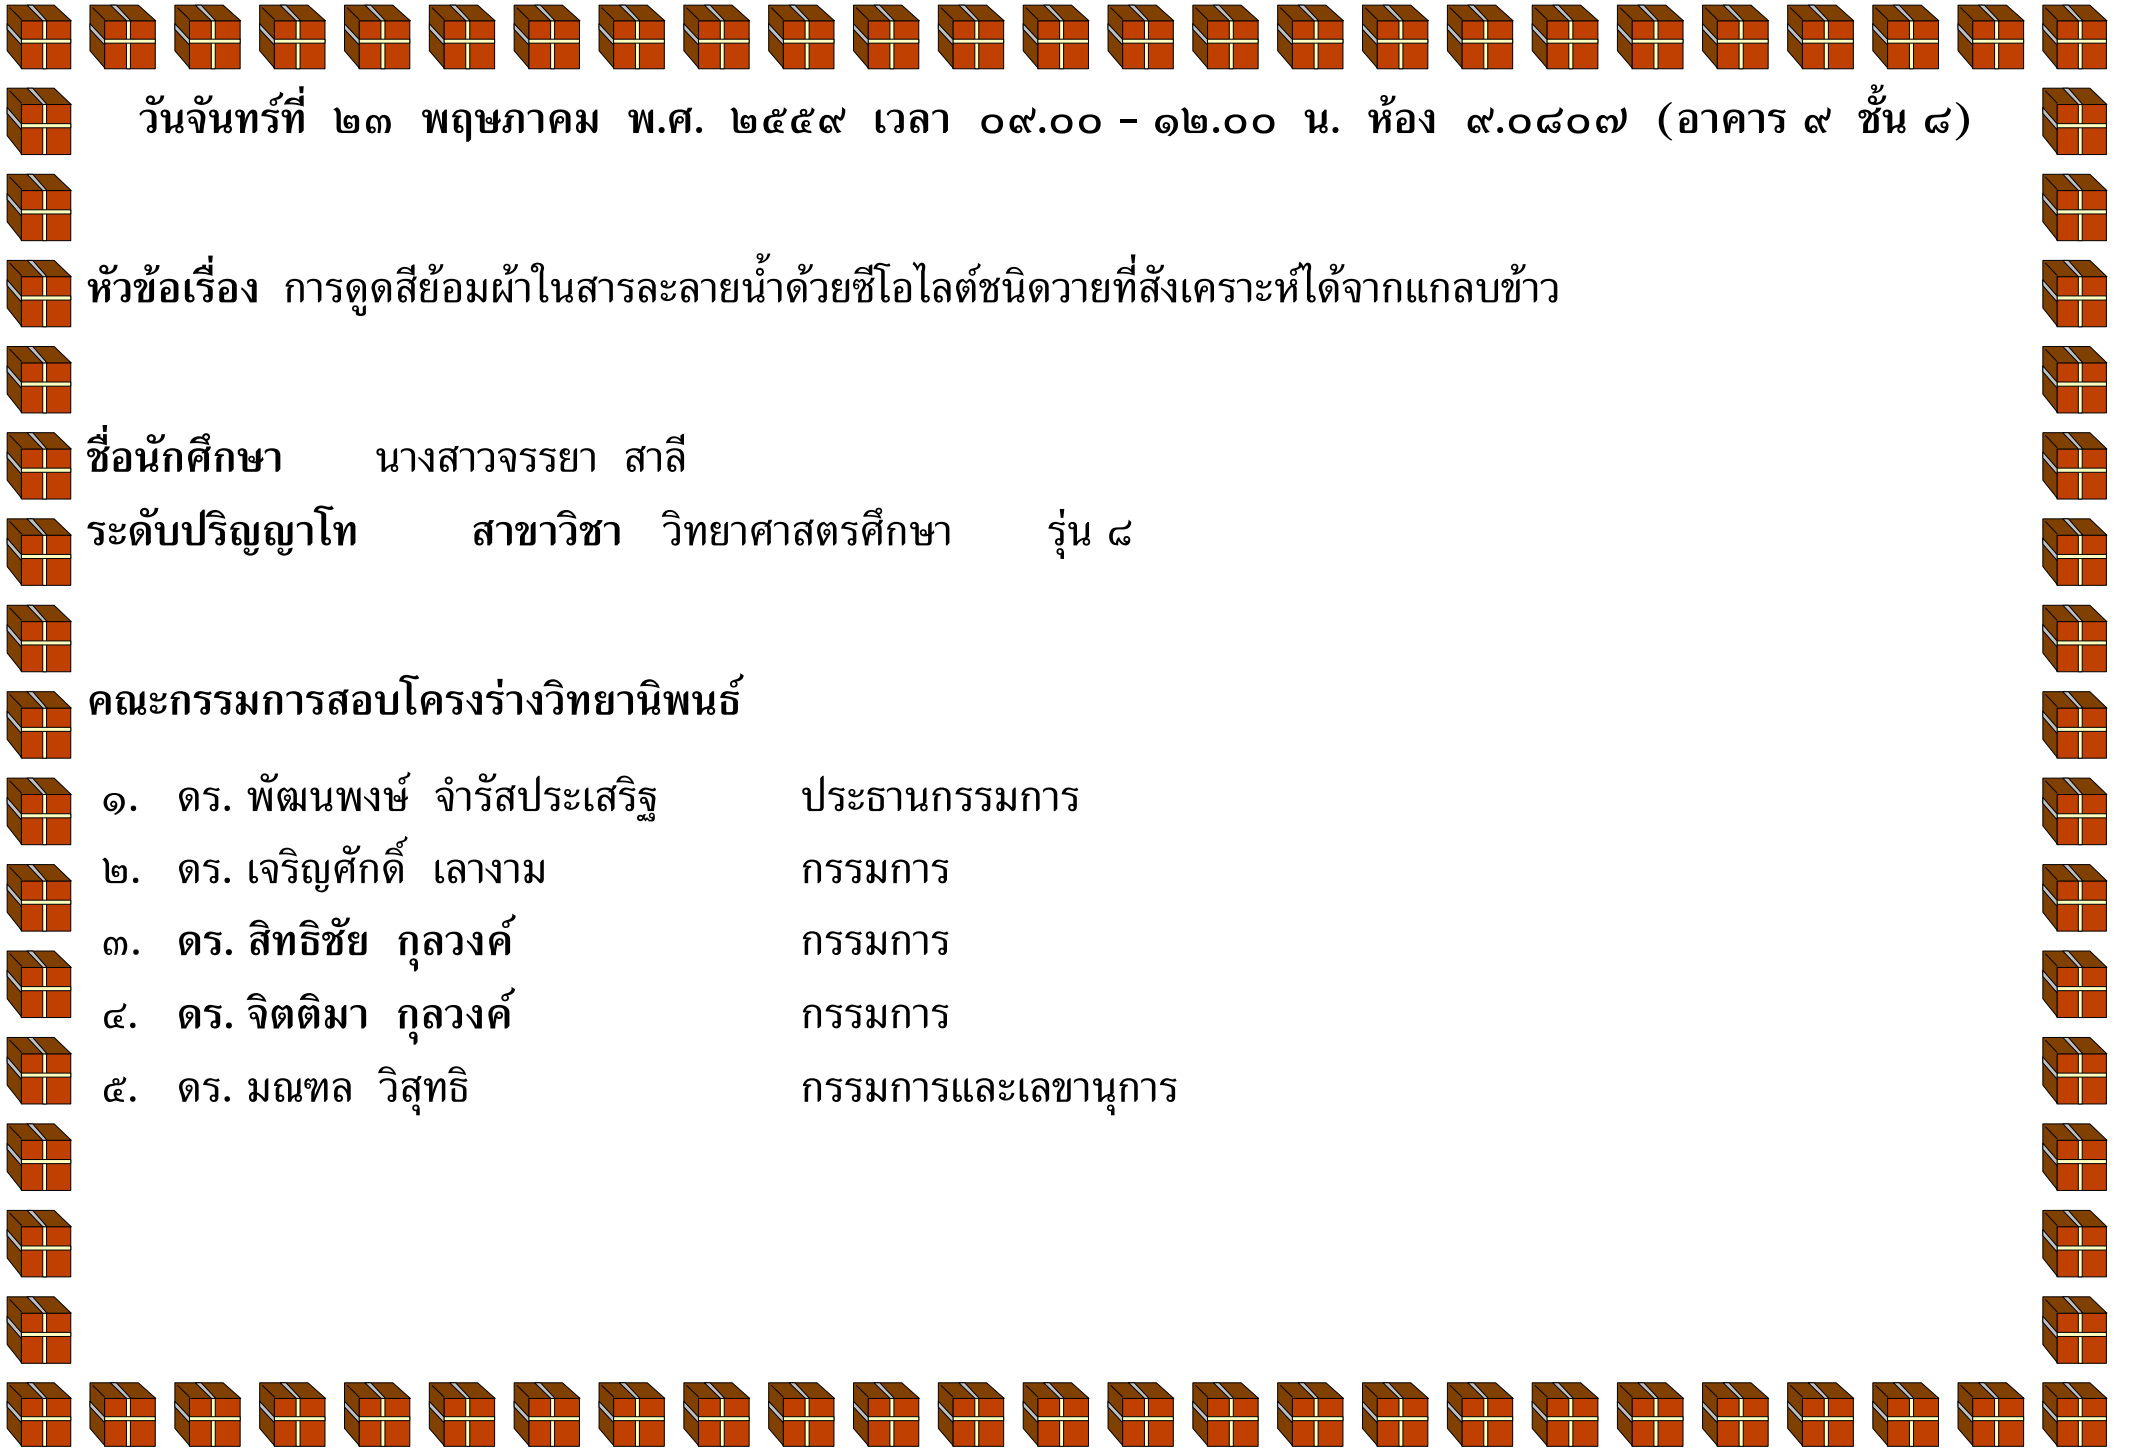 วันจันทร์ที่ ๒๓ พฤษภาคม พ.ศ. ๒๕๕๙ เวลา ๐๙.๐๐ - ๑๒.๐๐ น. ห้อง ๙.๐๘๐๗ (อาคาร ๙ ชั้น ๘)
หัวข้อเรื่อง การดูดสีย้อมผ้าในสารละลายน้ำด้วยซีโอไลต์ชนิดวายที่สังเคราะห์ได้จากแกลบข้าว
ชื่อนักศึกษา นางสาวจรรยา สาลี
ระดับปริญญาโท สาขาวิชา วิทยาศาสตรศึกษา รุ่น ๘
คณะกรรมการสอบโครงร่างวิทยานิพนธ์
๑. ดร. พัฒนพงษ์ จำรัสประเสริฐ ประธานกรรมการ
๒. ดร. เจริญศักดิ์ เลางาม กรรมการ
๓. ดร. สิทธิชัย กุลวงค์ กรรมการ
๔. ดร. จิตติมา กุลวงค์ กรรมการ
๕. ดร. มณฑล วิสุทธิ กรรมการและเลขานุการ